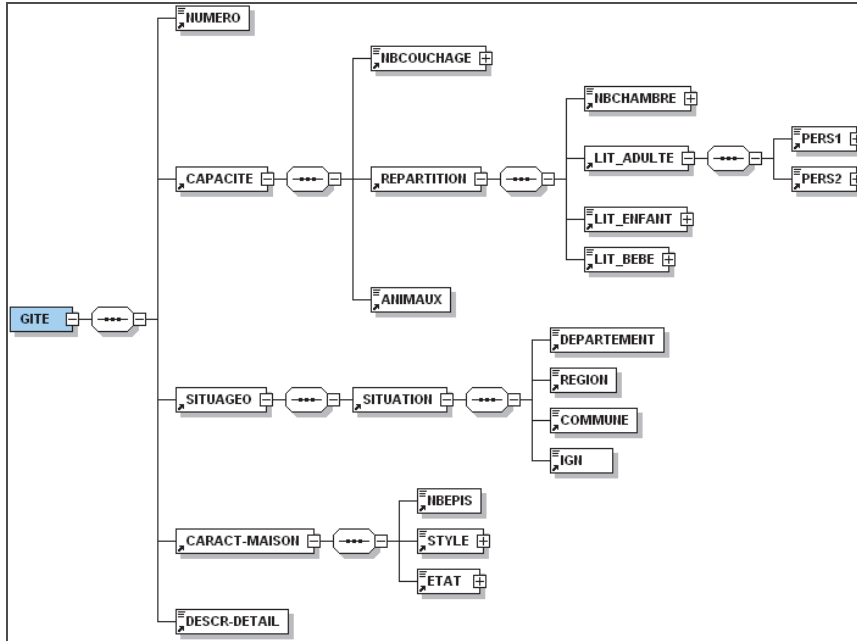 NUMERO
NBCOUCHAGE
NBCHAMBRE
PERS1
LIT_ADULTE
CAPACITE
REPARTITION
PERS2
LIT_ENFANT
LIT_BEBE
ANIMAUX
GITE
DEPARTEMENT
REGION
SITUAGEO
SITUATION
COMMUNE
IGN
NBEPIS
CARACT-MAISON
STYLE
ETAT
DESCR-DETAIL